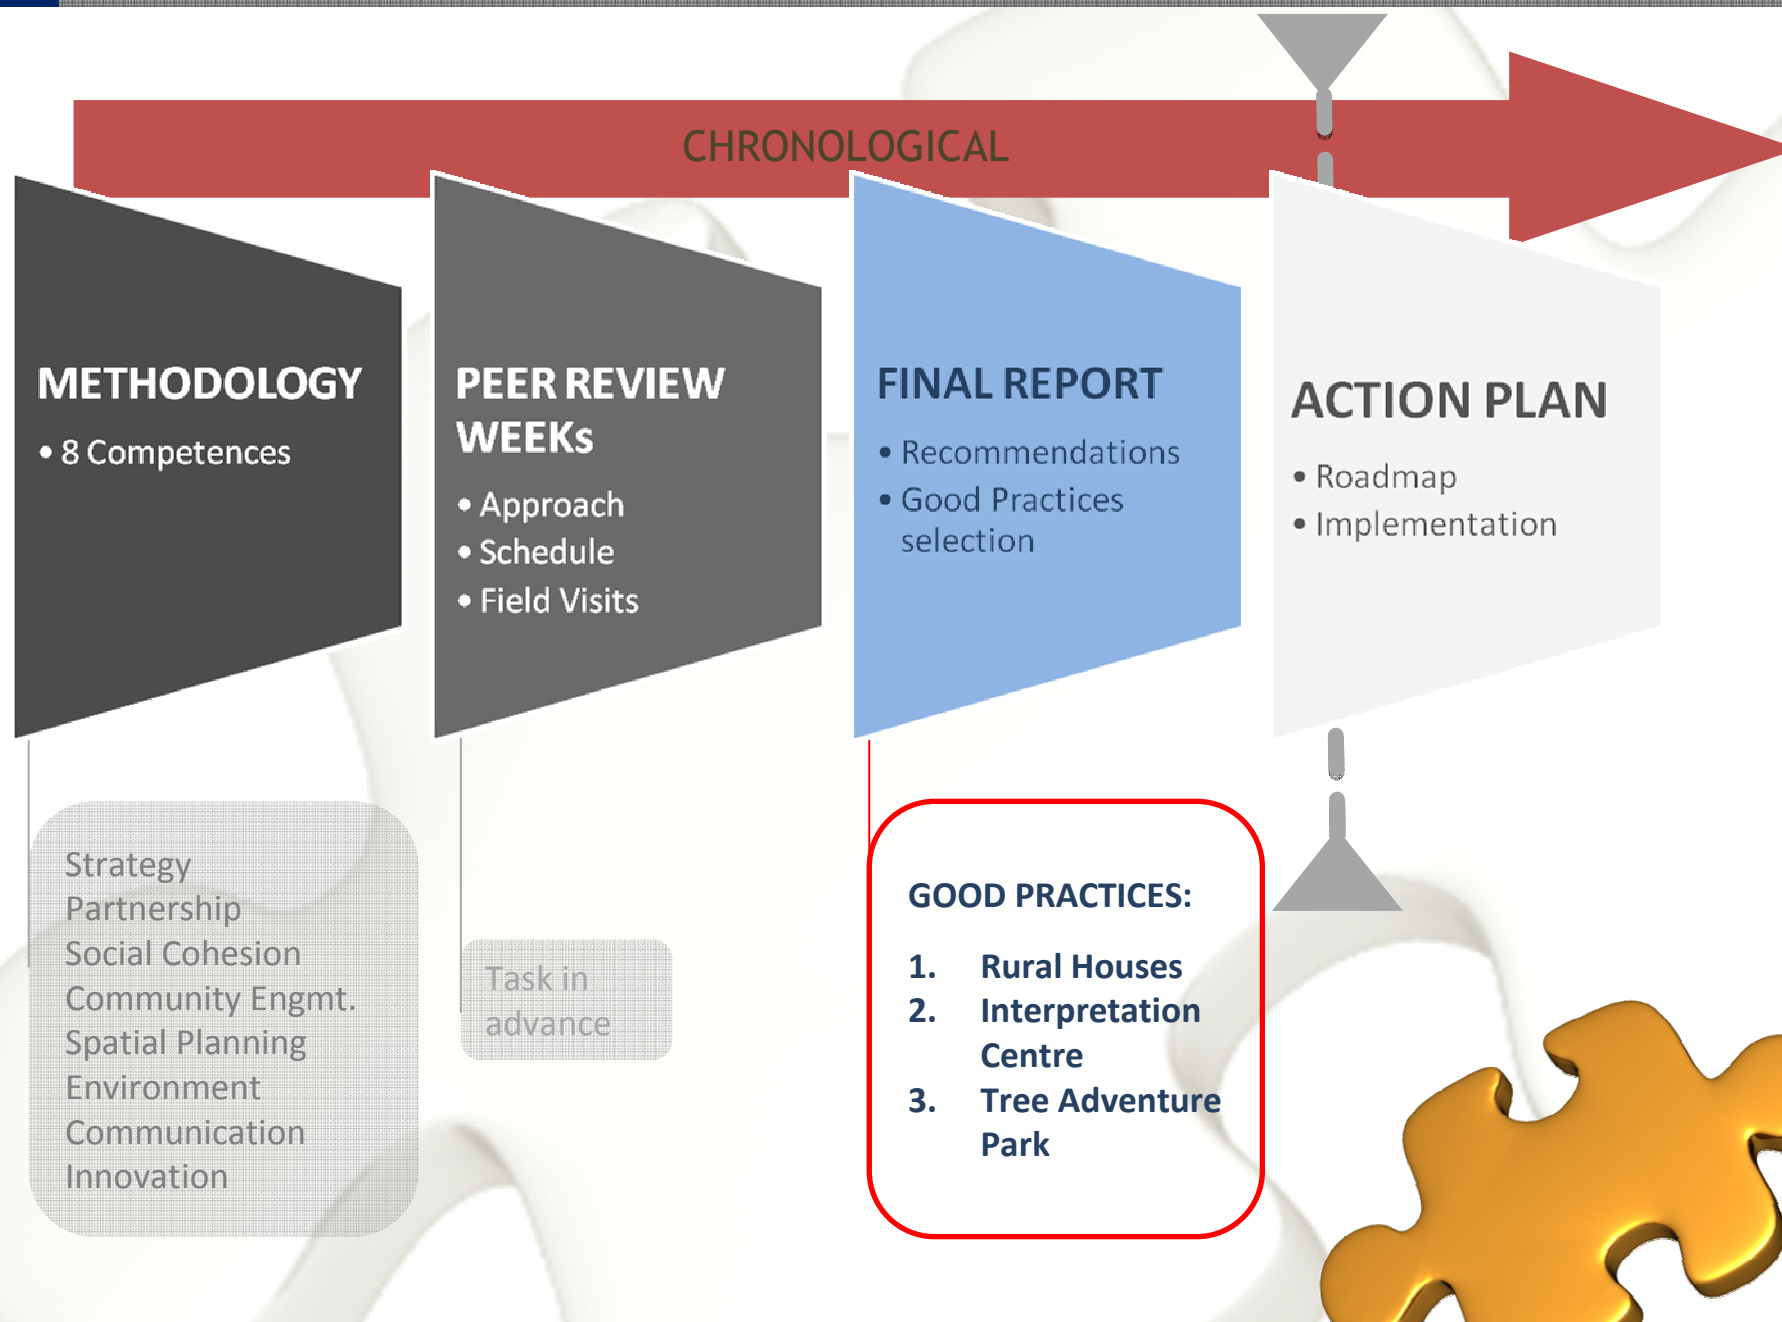 CHRONOLOGICAL
METHODOLOGY
• 8 Competences
PEER REVIEW
WEEKs
• Approach
• Schedule
• Field Visits
FINAL REPORT
• Recommendations
• Good Practices
selection
ACTION PLAN
• Roadmap
• Implementation
Strategy
Partnership
Social Cohesion
Community Engmt.
Spatial Planning
Environment
Communication
Innovation
Task in
advance
GOOD PRACTICES:
1. Rural Houses
2. Interpretation
Centre
3. Tree Adventure
Park